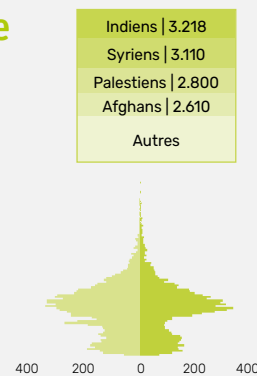 e
Indiens | 3.218
Syriens | 3.110
Palestiens | 2.800
Afghans | 2.610
Autres
400 200 0 200 400